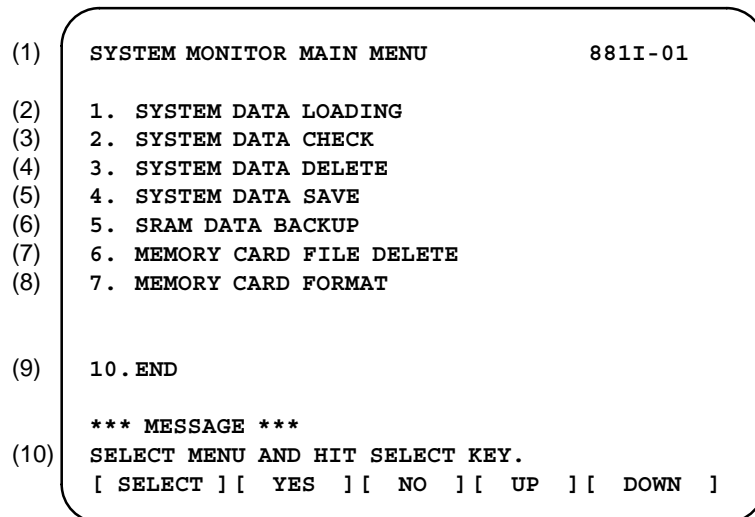 (1) SYSTEM MONITOR MAIN MENU 881I-01
(2) 1. SYSTEM DATA LOADING
(3) 2. SYSTEM DATA CHECK
(4) 3. SYSTEM DATA DELETE
(5) 4. SYSTEM DATA SAVE
(6) 5. SRAM DATA BACKUP
(7) 6. MEMORY CARD FILE DELETE
(8) 7. MEMORY CARD FORMAT
(9) 10.END
*** MESSAGE ***
(10) SELECT MENU AND HIT SELECT KEY.
[ SELECT ][ YES ][ NO ][ UP ][ DOWN ]